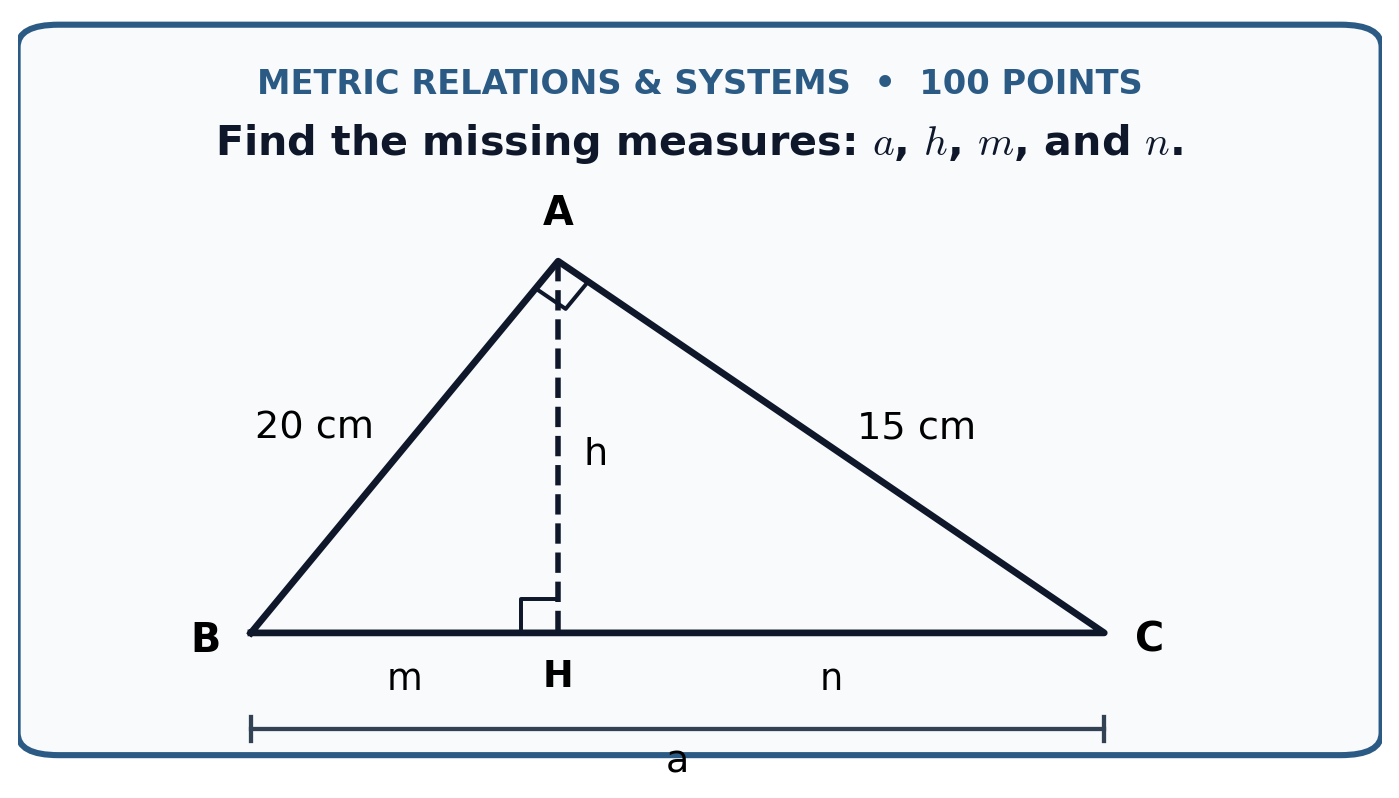 METRIC RELATIONS & SYSTEMS • 100 POINTS
Find the missing measures: a, h, m, and n.
A
20 cm
15 cm
h
B
C
m
H
n
a